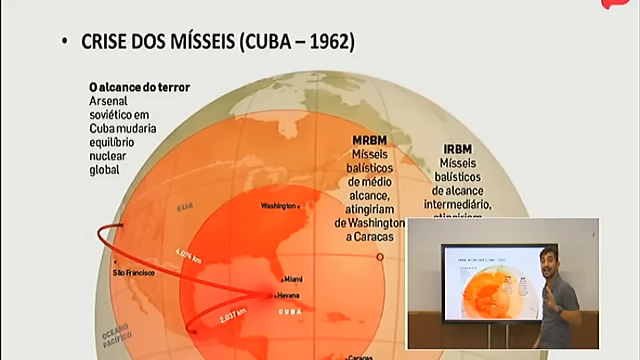 • CRISE DOS MÍSSEIS (CUBA – 1962)
O alcance do terror
Arsenal
soviético em
Cuba mudaria
equilíbrio
nuclear
global
MRBM
Mísseis
balísticos
de médio
alcance,
atingiriam
de Washington
a Caracas
IRBM
Mísseis
balísticos
de alcance
intermediário,
atingiriam
EUA
Washington
4.074 km
São Francisco
Miami
Havana
CUBA
2.037 km
OCEANO
PACÍFICO
Caracas